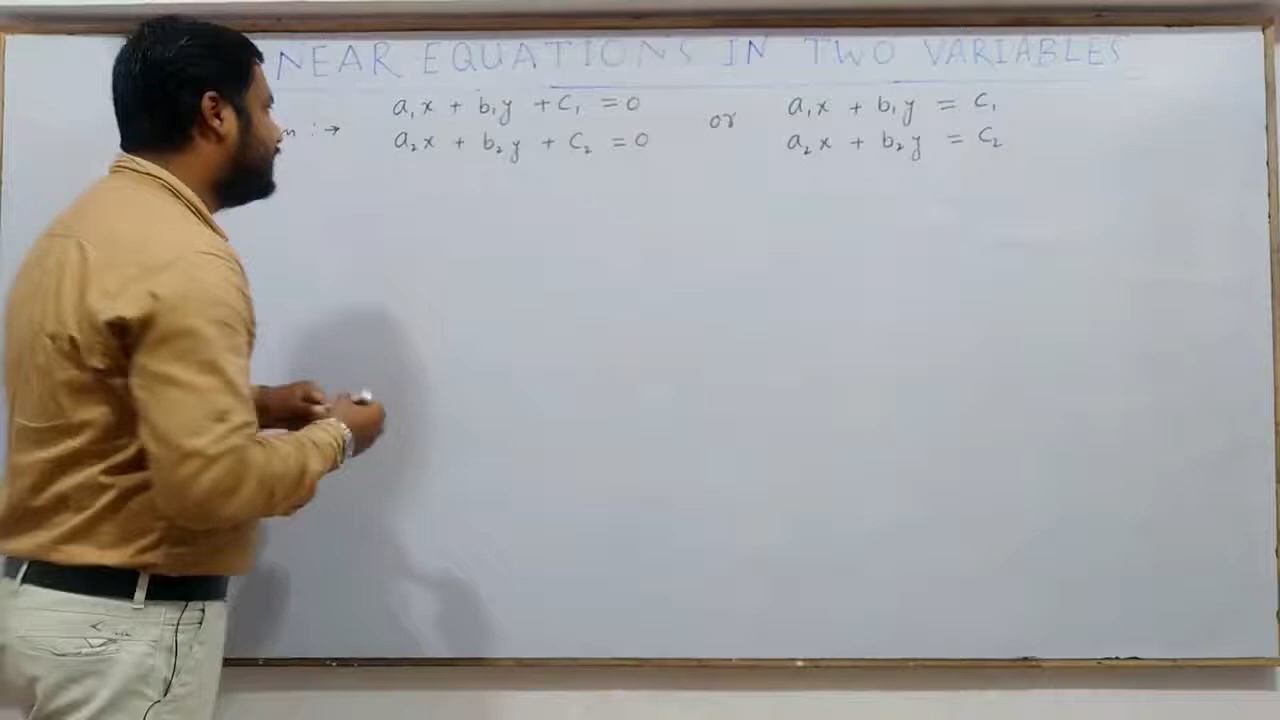 NEAR EQUATIONS IN TWO VARIABLES
a₁x + b₁y + C₁ = 0 or a₁x + b₁y = C₁
m :→
a₂x + b₂y + C₂ = 0 a₂x + b₂y = C₂